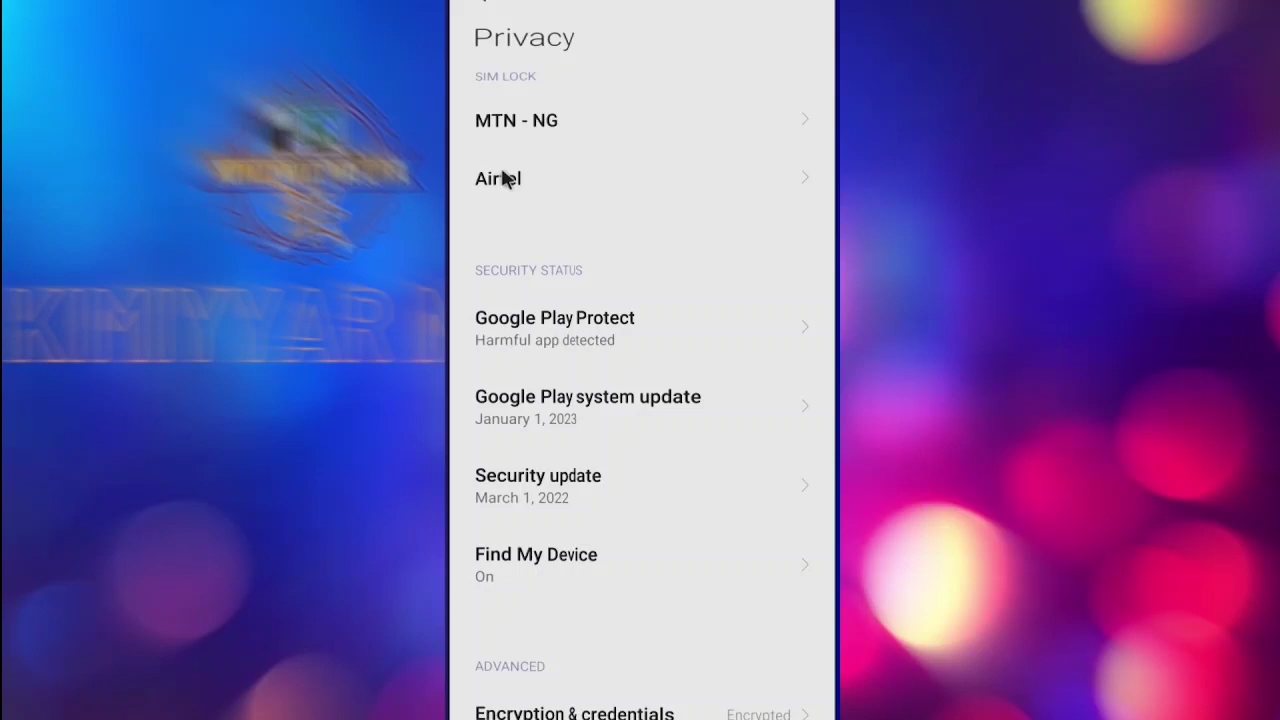 Privacy
SIM LOCK
MTN - NG
Airtel
SECURITY STATUS
Google Play Protect
Harmful app detected
Google Play system update
January 1, 2023
Security update
March 1, 2022
Find My Device
On
ADVANCED
Encryption & credentials
Encrypted
KIMIYYAR